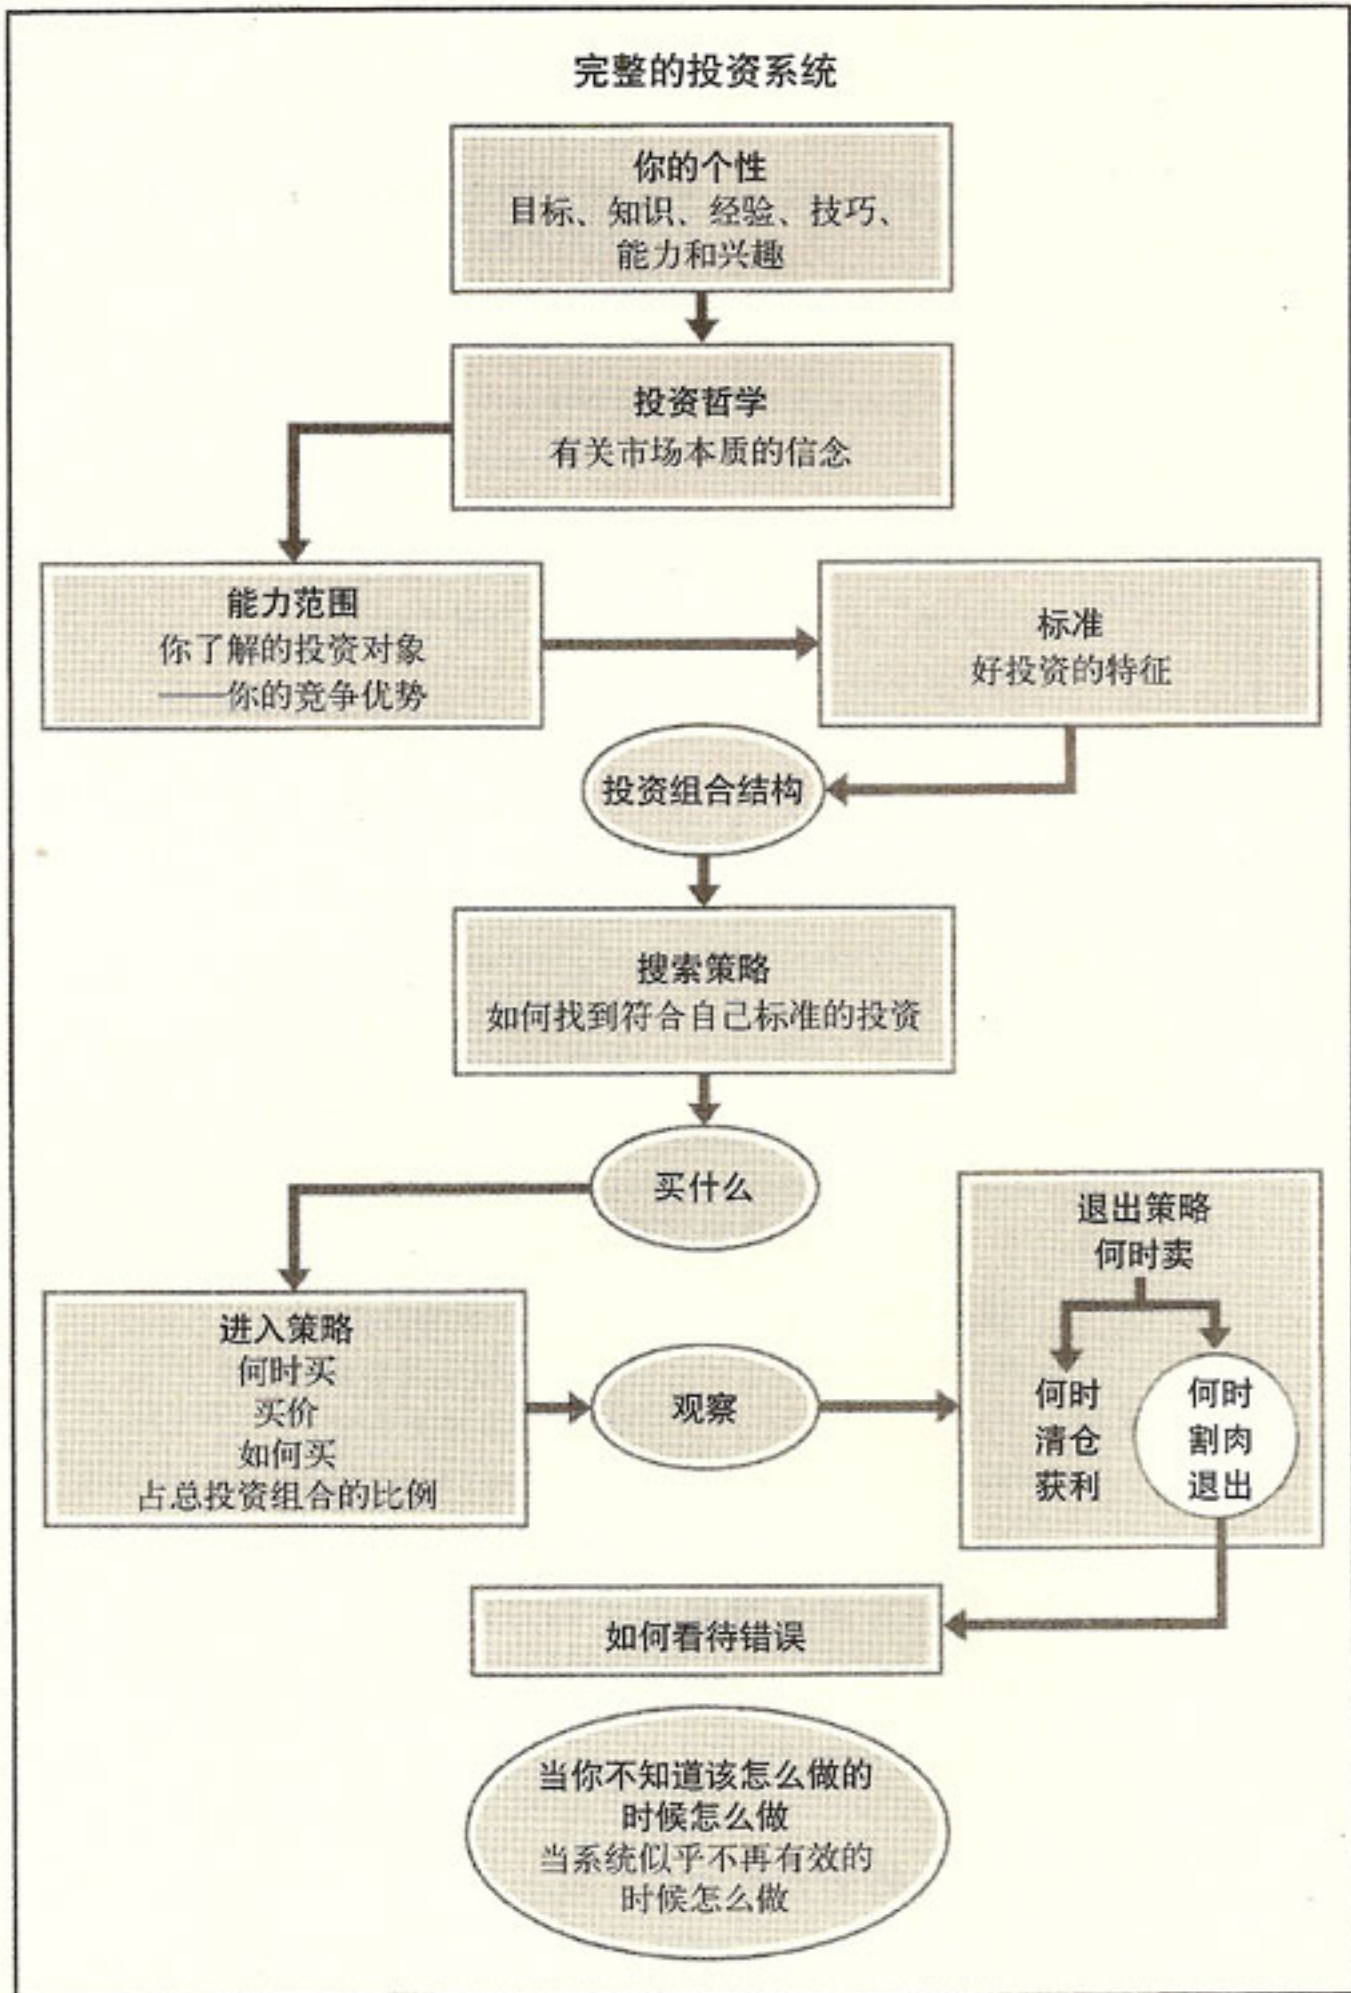 完整的投资系统
你的个性
目标、知识、经验、技巧、
能力和兴趣
投资哲学
有关市场本质的信念
能力范围
你了解的投资对象
——你的竞争优势
标准
好投资的特征
投资组合结构
搜索策略
如何找到符合自己标准的投资
买什么
进入策略
何时买
买价
如何买
占总投资组合的比例
观察
退出策略
何时卖
何时
清仓
获利
何时
割肉
退出
如何看待错误
当你不知道该怎么做的
时候怎么做
当系统似乎不再有效的
时候怎么做